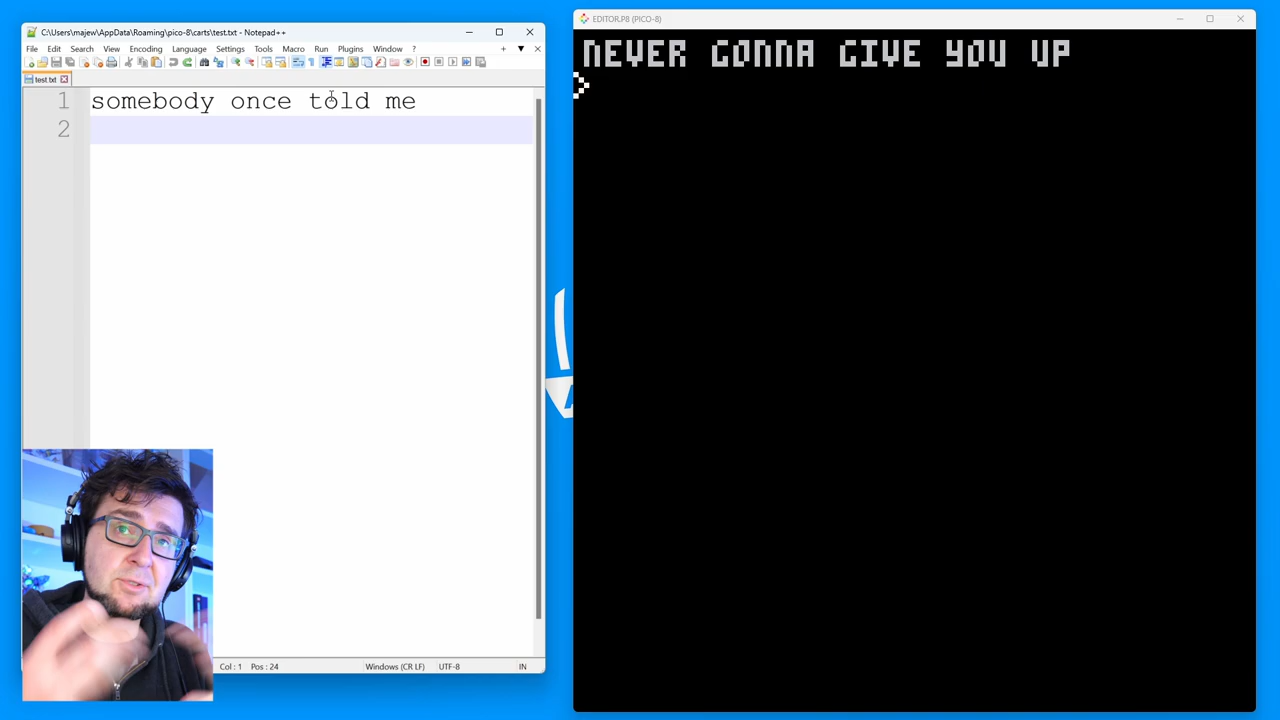 C:\Users\majew\AppData\Roaming\pico-8\carts\test.txt - Notepad++
File Edit Search View Encoding Language Settings Tools Macro Run Plugins Window ?
test.txt
1 somebody once told me
2
Col : 1 Pos : 24 Windows (CR LF) UTF-8 IN
EDITOR.P8 (PICO-8)
NEVER GONNA GIVE YOU UP
>